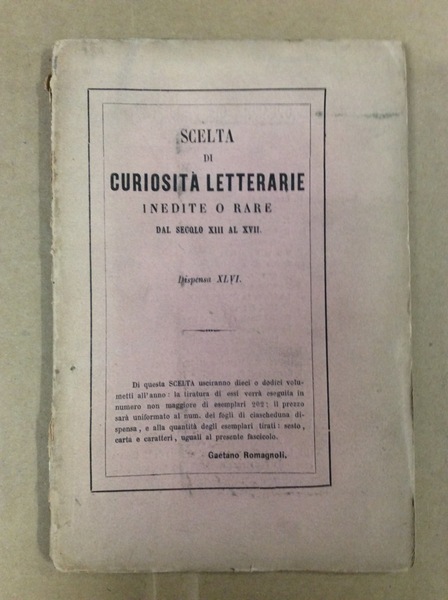 SCELTA
DI
CURIOSITÀ LETTERARIE
INEDITE O RARE
DAL SECOLO XIII AL XVII.
Dispensa XLVI.
Di questa SCELTA usciranno dieci o dodici volu-
metti all'anno: la tiratura di essi verrà eseguita in
numero non maggiore di esemplari 202: il prezzo
sarà uniformato al num. dei fogli di ciascheduna di-
spensa, e alla quantità degli esemplari tirati: sesto,
carta e caratteri, uguali al presente fascicolo.
Gaetano Romagnoli.